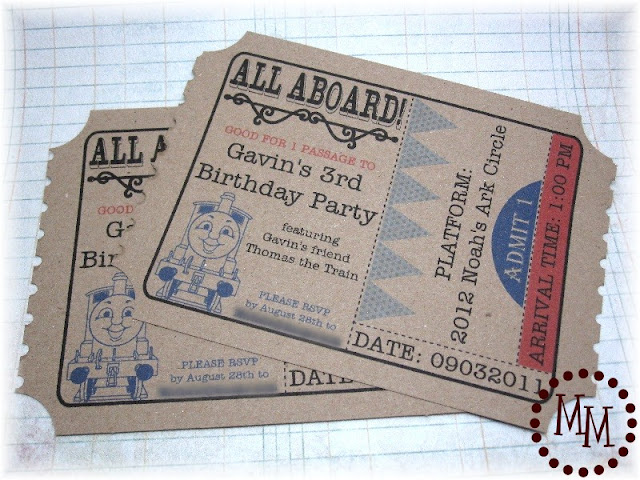 ALL ABOARD!
GOOD FOR 1 PASSAGE TO
Gavin's 3rd
Birthday Party
featuring
Gavin's friend
Thomas the Train
PLEASE RSVP
by August 28th to
PLATFORM:
2012 Noah's Ark Circle
ADMIT 1
ARRIVAL TIME: 1:00 PM
DATE: 09032011
ALL A
GOOD
Ga
Bir
PLEASE RSVP
by August 28th to
DATE:
MM